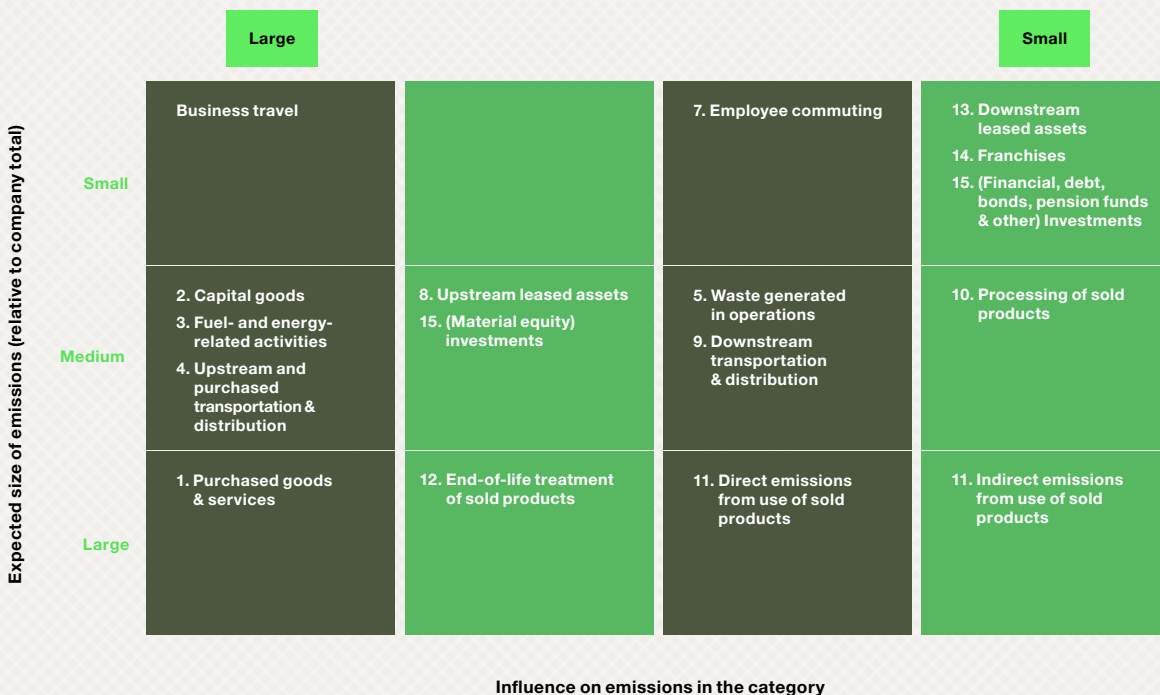 Large
Small
Expected size of emissions (relative to company total)
Small
Business travel
7. Employee commuting
13. Downstream
leased assets
14. Franchises
15. (Financial, debt,
bonds, pension funds
& other) Investments
Medium
2. Capital goods
3. Fuel- and energy-
related activities
4. Upstream and
purchased
transportation &
distribution
8. Upstream leased assets
15. (Material equity)
investments
5. Waste generated
in operations
9. Downstream
transportation
& distribution
10. Processing of sold
products
Large
1. Purchased goods
& services
12. End-of-life treatment
of sold products
11. Direct emissions
from use of sold
products
11. Indirect emissions
from use of sold
products
Influence on emissions in the category